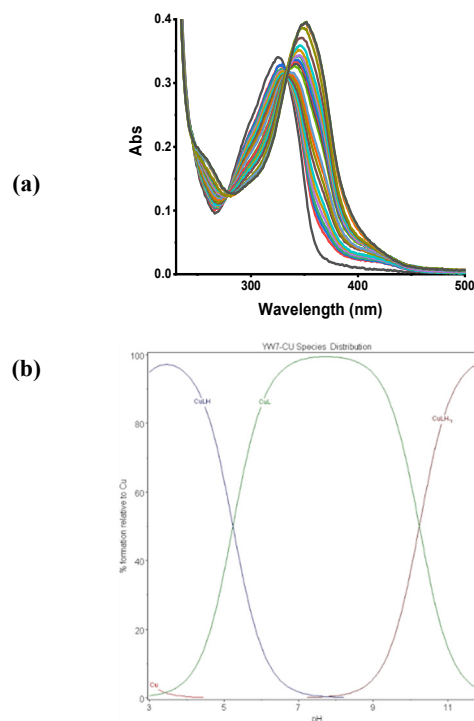 (a)
Abs
0.4
0.3
0.2
0.1
0.0
300
400
500
Wavelength (nm)
(b)
YW7-CU Species Distribution
% formation relative to Cu
100
80
60
40
20
0
CuLH
CuL
CuLH₋₁
Cu
3
5
7
9
11
pH